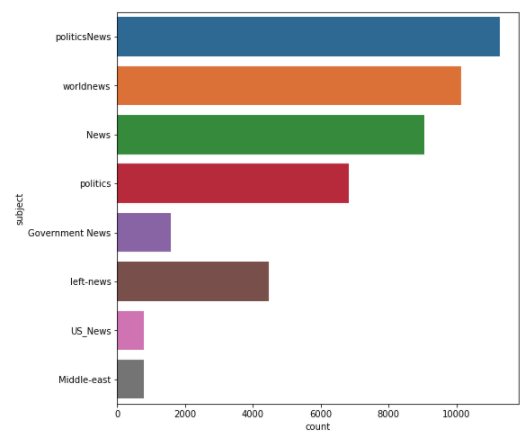 politicsNews
worldnews
News
politics
subject
Government News
left-news
US_News
Middle-east
0 2000 4000 6000 8000 10000
count